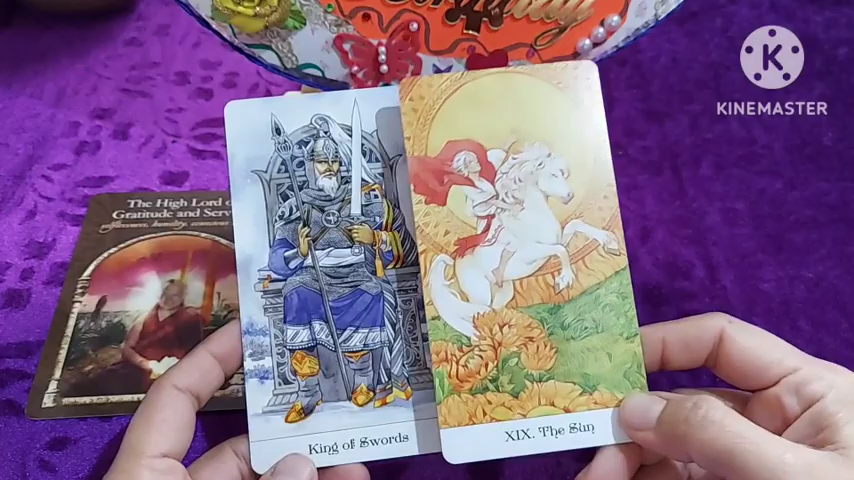 K
KINEMASTER
The High Lord of
Gratitude and Serv
King of Swords
XIX. The Sun